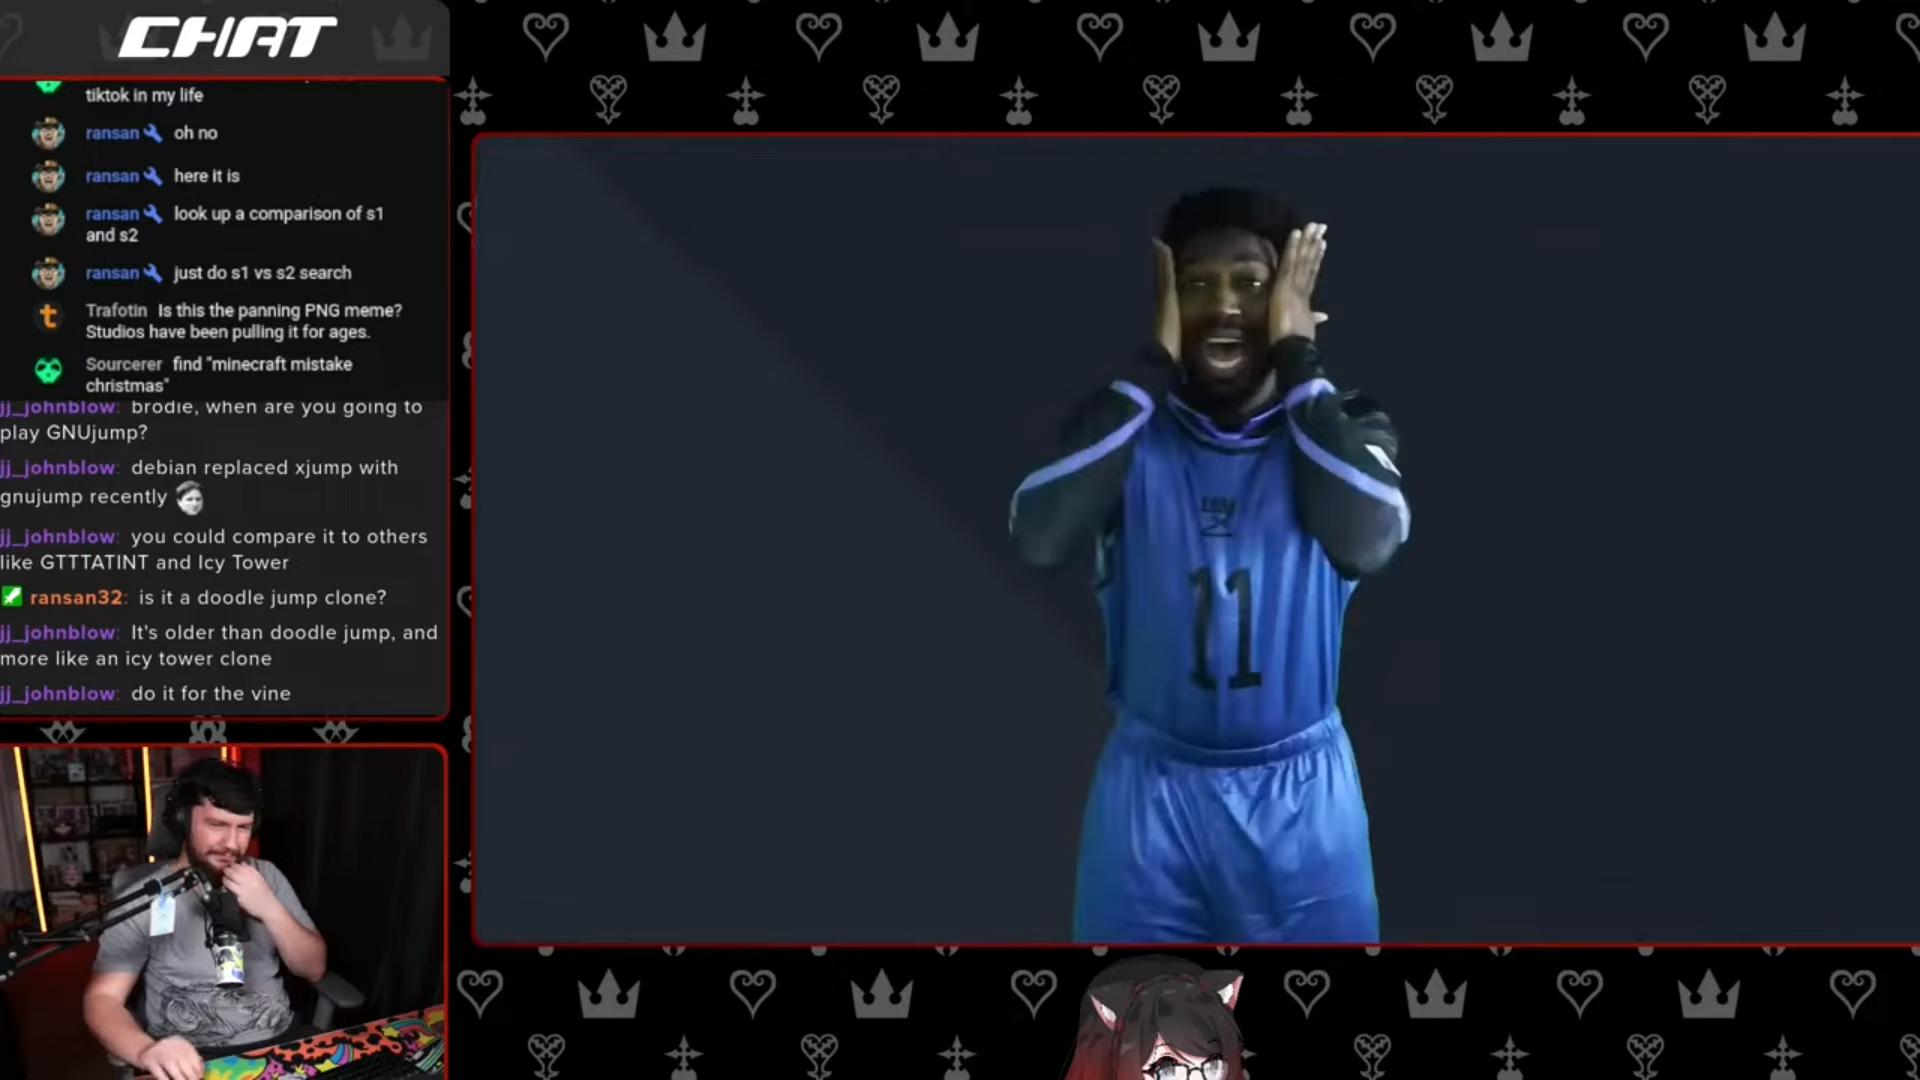 CHAT
tiktok in my life
ransan oh no
ransan here it is
ransan look up a comparison of s1
and s2
ransan just do s1 vs s2 search
Trafotin Is this the panning PNG meme?
Studios have been pulling it for ages.
Sourcerer find "minecraft mistake
christmas"
jj_johnblow: brodie, when are you going to
play GNUjump?
jj_johnblow: debian replaced xjump with
gnujump recently
jj_johnblow: you could compare it to others
like GTTTATINT and Icy Tower
ransan32: is it a doodle jump clone?
jj_johnblow: It's older than doodle jump, and
more like an icy tower clone
jj_johnblow: do it for the vine
11